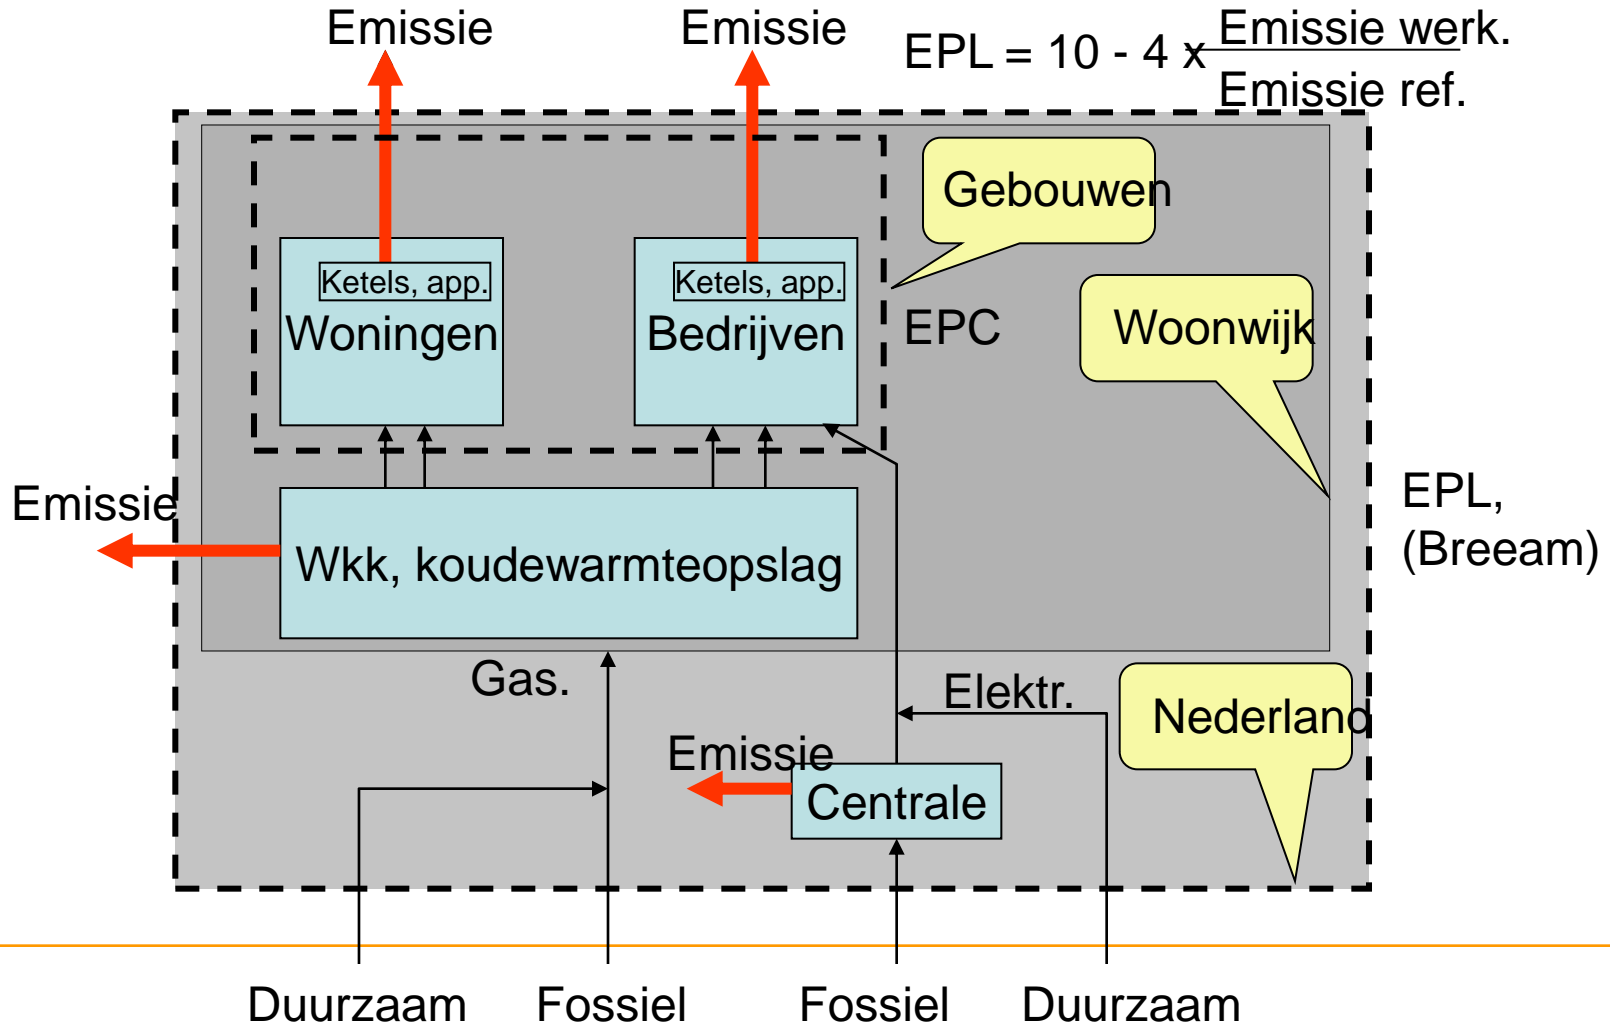 Emissie
Emissie
EPL = 10 - 4 x Emissie werk.
Emissie ref.
Gebouwen
Ketels, app.
Ketels, app.
Woningen
Bedrijven
EPC
Woonwijk
Emissie
EPL,
(Breeam)
Wkk, koudewarmteopslag
Gas.
Elektr.
Nederland
Emissie
Centrale
Duurzaam
Fossiel
Fossiel
Duurzaam